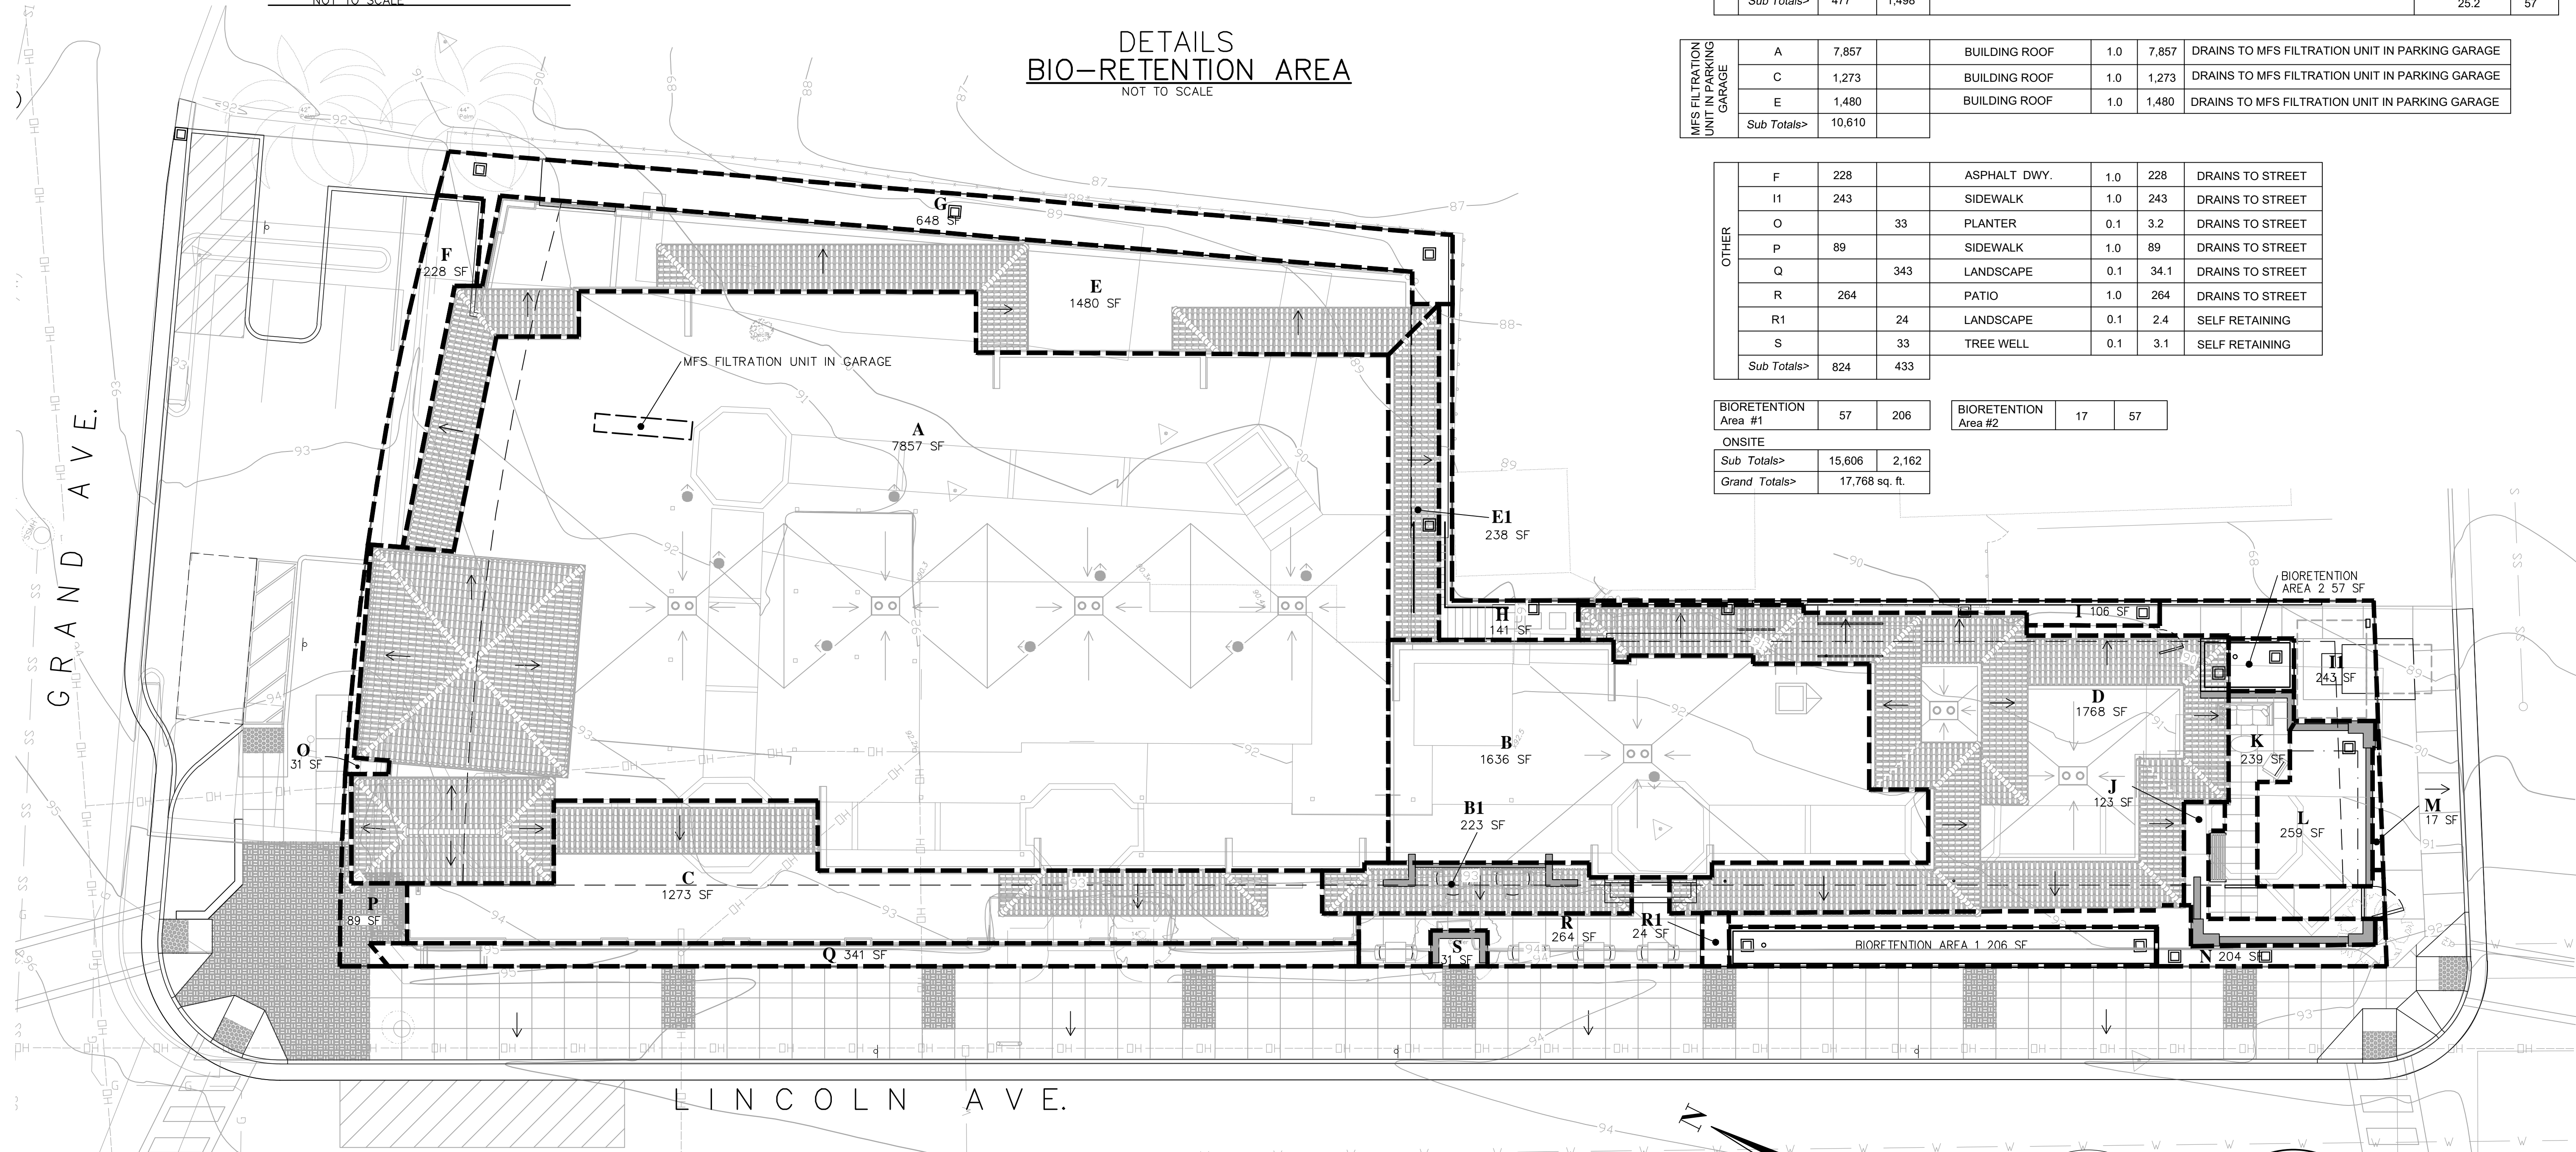 NOT TO SCALE
DETAILS
BIO-RETENTION AREA
NOT TO SCALE
Sub Totals> 477 1,498 25.2 57
MFS FILTRATION
UNIT IN PARKING
GARAGE
A 7,857 BUILDING ROOF 1.0 7,857 DRAINS TO MFS FILTRATION UNIT IN PARKING GARAGE
C 1,273 BUILDING ROOF 1.0 1,273 DRAINS TO MFS FILTRATION UNIT IN PARKING GARAGE
E 1,480 BUILDING ROOF 1.0 1,480 DRAINS TO MFS FILTRATION UNIT IN PARKING GARAGE
Sub Totals> 10,610
OTHER
F 228 ASPHALT DWY. 1.0 228 DRAINS TO STREET
I1 243 SIDEWALK 1.0 243 DRAINS TO STREET
O 33 PLANTER 0.1 3.2 DRAINS TO STREET
P 89 SIDEWALK 1.0 89 DRAINS TO STREET
Q 343 LANDSCAPE 0.1 34.1 DRAINS TO STREET
R 264 PATIO 1.0 264 DRAINS TO STREET
R1 24 LANDSCAPE 0.1 2.4 SELF RETAINING
S 33 TREE WELL 0.1 3.1 SELF RETAINING
Sub Totals> 824 433
BIORETENTION
Area #1 57 206
BIORETENTION
Area #2 17 57
ONSITE
Sub Totals> 15,606 2,162
Grand Totals> 17,768 sq. ft.
G
648 SF
F
228 SF
E
1480 SF
MFS FILTRATION UNIT IN GARAGE
A
7857 SF
E1
238 SF
GRAND AVE.
BIORETENTION
AREA 2 57 SF
H
141 SF
I 106 SF
I1
243 SF
D
1768 SF
B
1636 SF
K
239 SF
O
31 SF
J
123 SF
B1
223 SF
L
259 SF
M
17 SF
C
1273 SF
P
89 SF
R
264 SF
R1
24 SF
S
31 SF
Q 341 SF
BIORETENTION AREA 1 206 SF
N 204 SF
LINCOLN AVE.
N